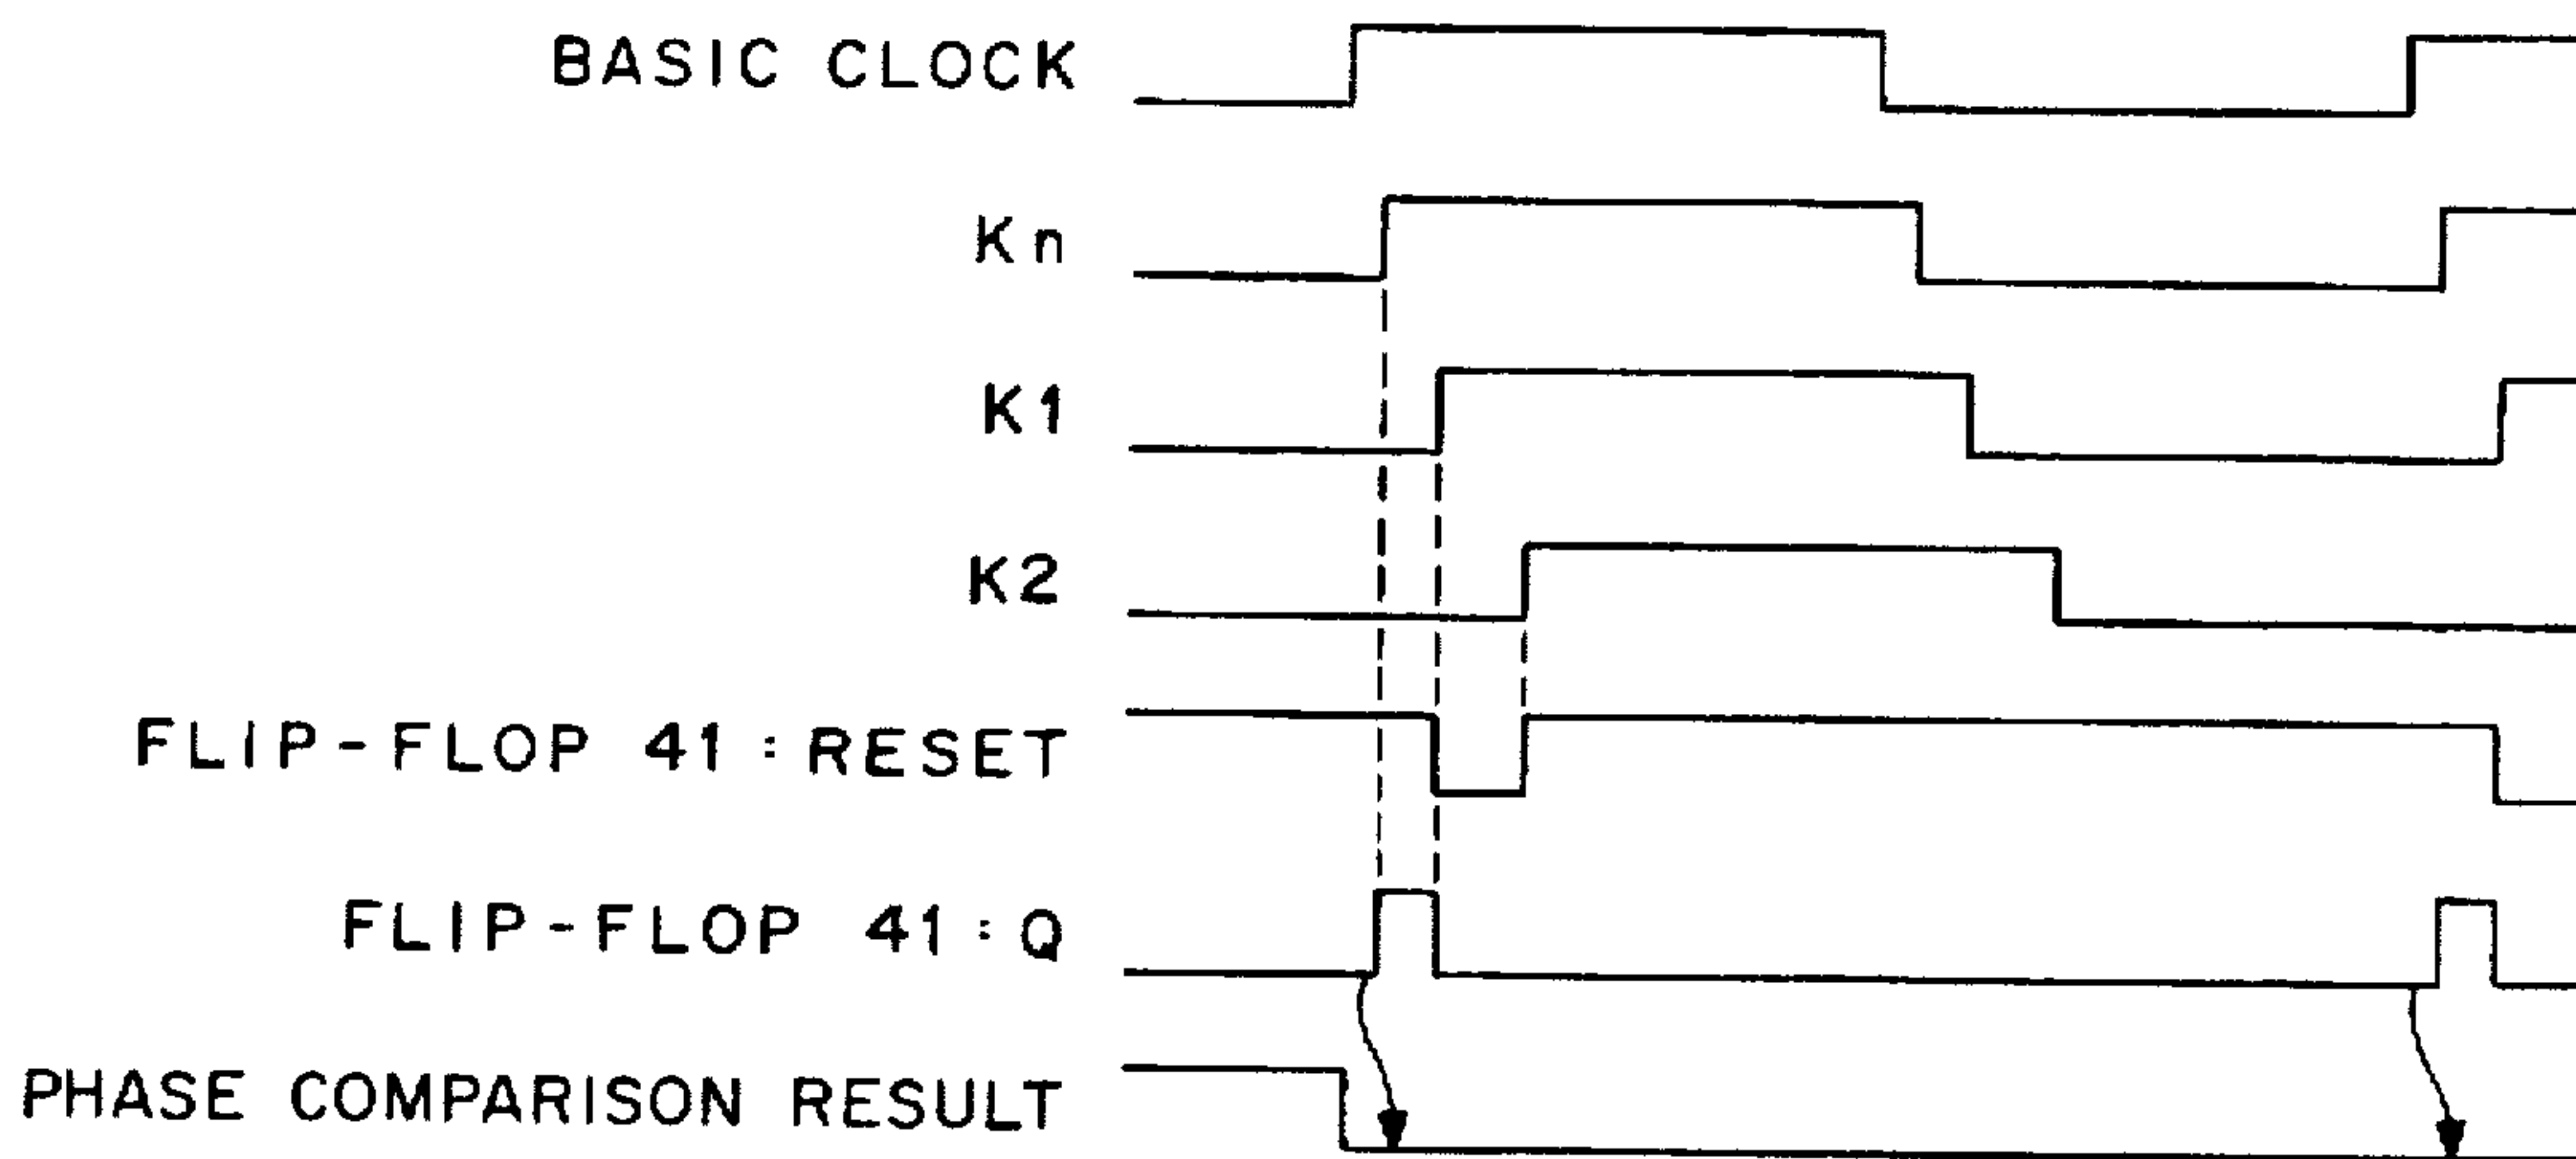 BASIC CLOCK
Kn
K1
K2
FLIP-FLOP 41 : RESET
FLIP-FLOP 41 : Q
PHASE COMPARISON RESULT